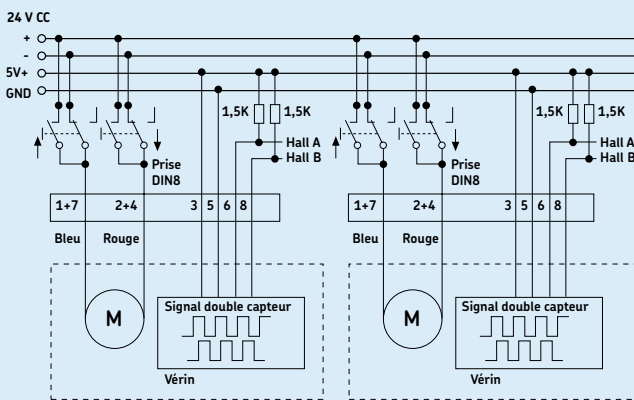 24 V CC
+
-
5V+
GND
1,5K 1,5K 1,5K 1,5K
Hall A
Hall B
Hall A
Hall B
Prise
DIN8
Prise
DIN8
1+7 2+4 3 5 6 8 1+7 2+4 3 5 6 8
Bleu Rouge Bleu Rouge
M
Signal double capteur
Vérin
M
Signal double capteur
Vérin